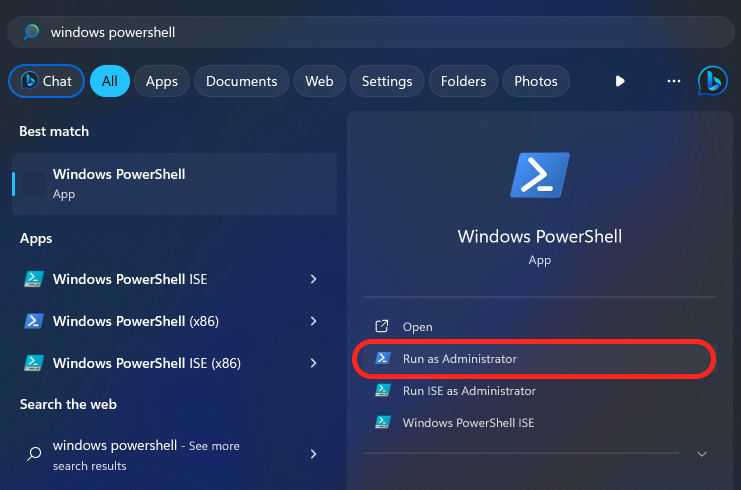 windows powershell
Chat All Apps Documents Web Settings Folders Photos ...
Best match
Windows PowerShell
App
Apps
Windows PowerShell ISE
Windows PowerShell (x86)
Windows PowerShell ISE (x86)
Search the web
windows powershell - See more
search results
Windows PowerShell
App
Open
Run as Administrator
Run ISE as Administrator
Windows PowerShell ISE